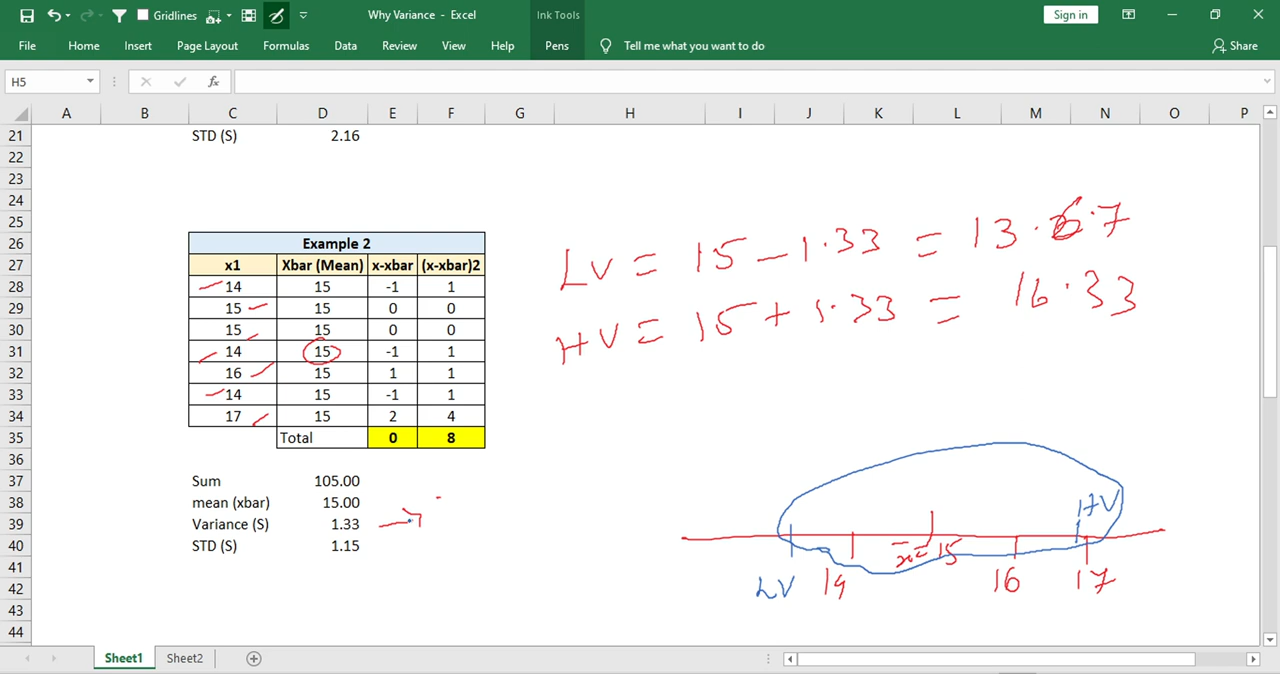 Gridlines
Why Variance - Excel
Ink Tools
Sign in
File Home Insert Page Layout Formulas Data Review View Help Pens Tell me what you want to do Share
H5 fx
A B C D E F G H I J K L M N O P
21 STD (S) 2.16
22
23
24
25
26 Example 2
27 x1 Xbar (Mean) x-xbar (x-xbar)2
28 14 15 -1 1
29 15 15 0 0
30 15 15 0 0
31 14 15 -1 1
32 16 15 1 1
33 14 15 -1 1
34 17 15 2 4
35 Total 0 8
36
37 Sum 105.00
38 mean (xbar) 15.00
39 Variance (S) 1.33
40 STD (S) 1.15
41
42
43
44
LV = 15 - 1.33 = 13. .7
HV = 15 + 1.33 = 16.33
HV
x̄ = 15
LV 14 16 17
Sheet1 Sheet2